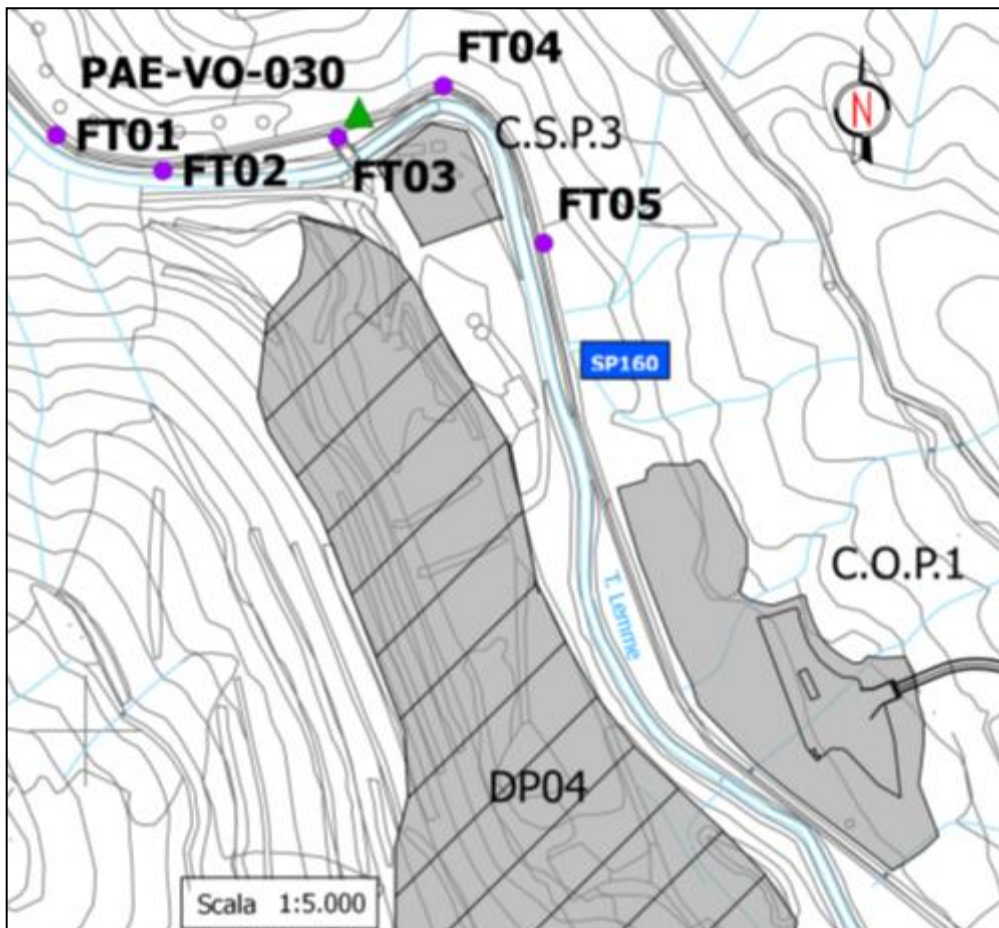 FT04
PAE-VO-030
FT01
C.S.P.3
FT02
FT03
FT05
N
SP160
C.O.P.1
T. Lemme
DP04
Scala 1:5.000